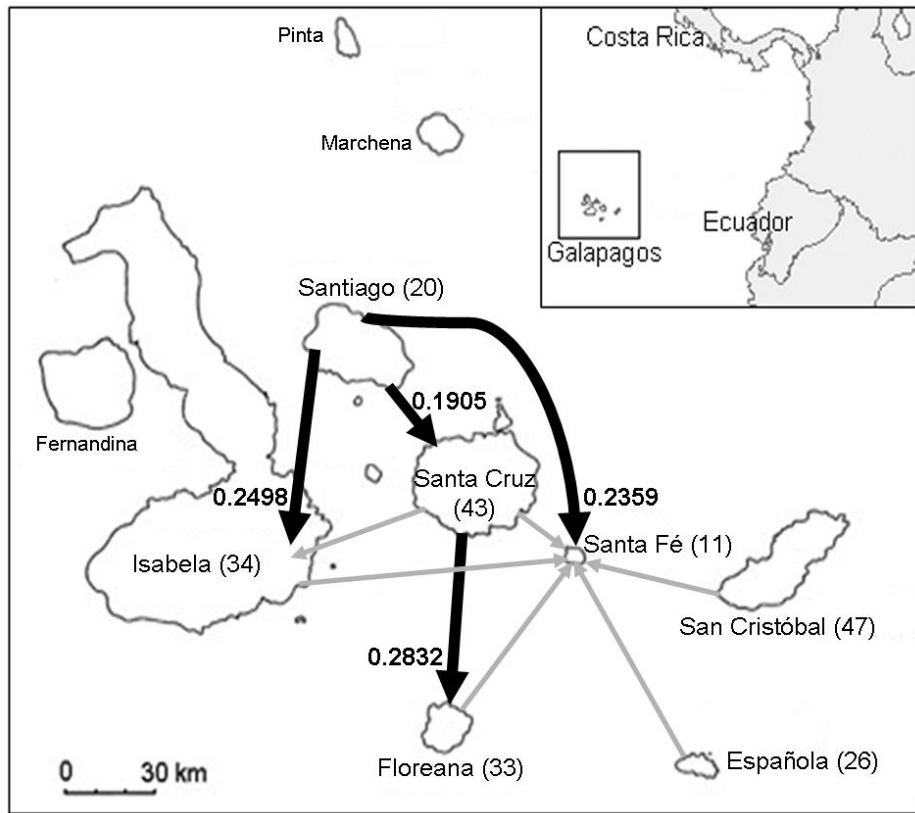 Pinta
Costa Rica
Marchena
Ecuador
Galapagos
Santiago (20)
0.1905
Fernandina
0.2498
Santa Cruz
(43)
0.2359
Isabela (34)
Santa Fé (11)
San Cristóbal (47)
0.2832
Floreana (33)
Española (26)
0 30 km